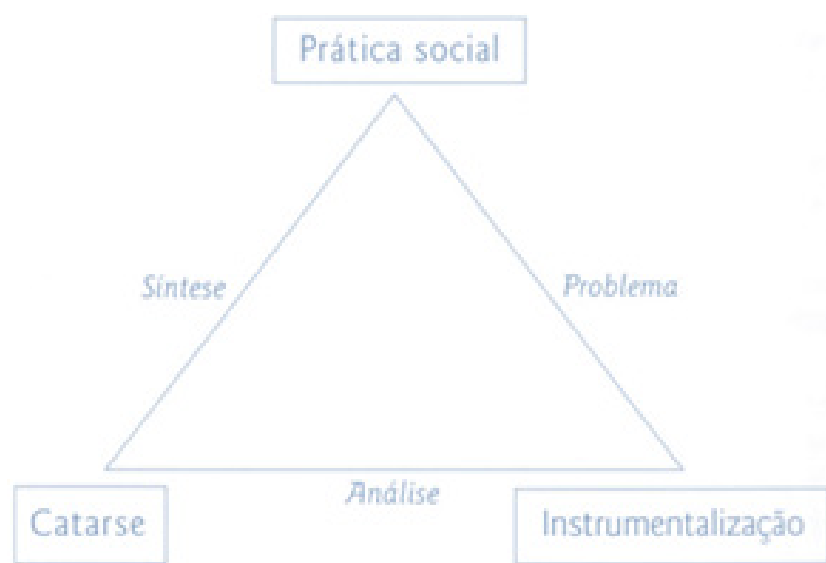 Prática social
Síntese
Problema
Análise
Catarse
Instrumentalização